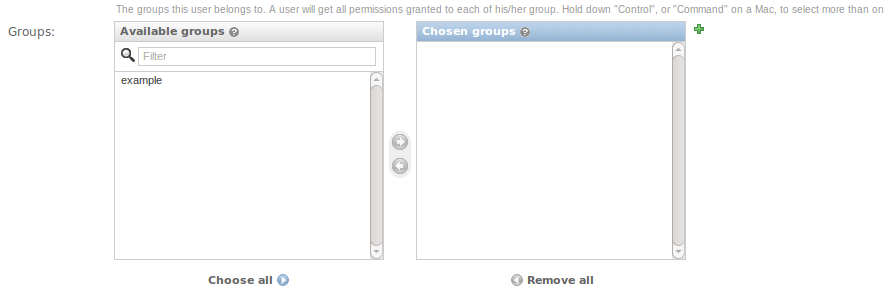 The groups this user belongs to. A user will get all permissions granted to each of his/her group. Hold down "Control", or "Command" on a Mac, to select more than on
Groups:
Available groups ?
Chosen groups ?
Filter
example
Choose all
Remove all